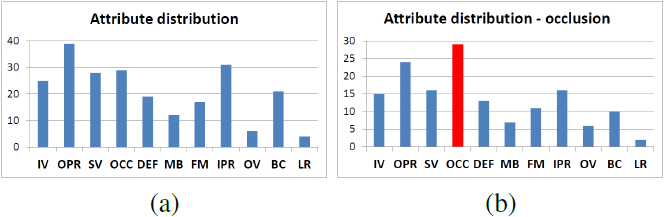 Attribute distribution
40
30
20
10
0
IV OPR SV OCC DEF MB FM IPR OV BC LR
(a)
Attribute distribution - occlusion
30
25
20
15
10
5
0
IV OPR SV OCC DEF MB FM IPR OV BC LR
(b)